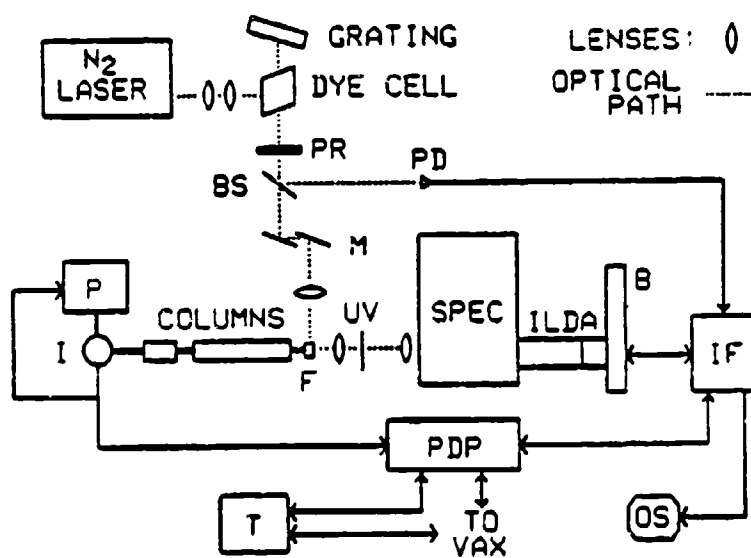 GRATING
LENSES:
N2
LASER
DYE CELL
OPTICAL
PATH
PR
PD
BS
M
P
COLUMNS
UV
SPEC
ILDA
B
I
F
IF
PDP
T
TO
VAX
OS